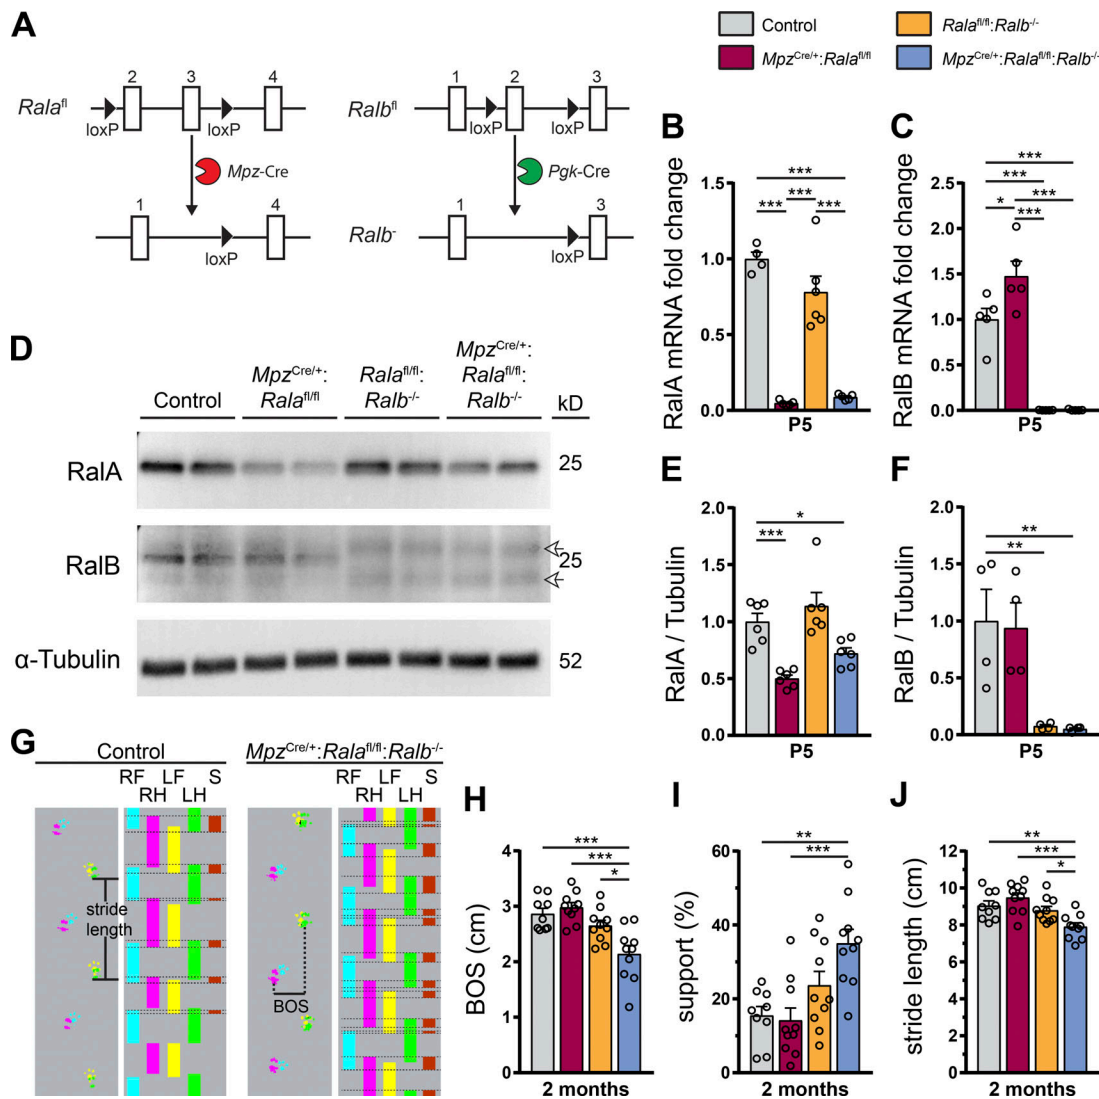 A
Control
Rala^fl/fl:Ralb^-/-
Mpz^Cre/+:Rala^fl/fl
Mpz^Cre/+:Rala^fl/fl:Ralb^-/-
2 3 4
Rala^fl
loxP loxP
Mpz-Cre
1 4
loxP
1 2 3
Ralb^fl
loxP loxP
Pgk-Cre
1 3
Ralb^-
loxP
B
RalA mRNA fold change
1.5
1.0
0.5
0.0
***
***
***
***
P5
C
RalB mRNA fold change
2.5
2.0
1.5
1.0
0.5
0.0
***
***
***
*
***
P5
D
Control
Mpz^Cre/+:
Rala^fl/fl
Rala^fl/fl:
Ralb^-/-
Mpz^Cre/+:
Rala^fl/fl:
Ralb^-/-
kD
RalA
25
RalB
25
α-Tubulin
52
E
RalA / Tubulin
2.0
1.5
1.0
0.5
0.0
*
***
P5
F
RalB / Tubulin
2.0
1.5
1.0
0.5
0.0
**
**
P5
G
Control
RF LF S
RH LH
stride
length
Mpz^Cre/+:Rala^fl/fl:Ralb^-/-
RF LF S
RH LH
BOS
H
BOS (cm)
4
3
2
1
0
***
***
*
2 months
I
support (%)
60
40
20
0
**
***
2 months
J
stride length (cm)
12
10
8
6
4
2
0
**
***
*
2 months